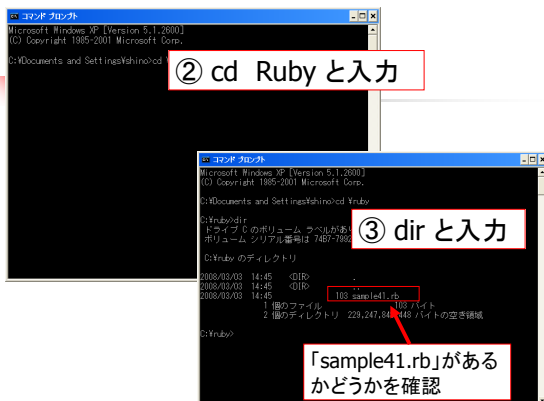 コマンド プロンプト
Microsoft Windows XP [Version 5.1.2600]
(C) Copyright 1985-2001 Microsoft Corp.
C:¥Documents and Settings¥shino>cd
② cd Ruby と入力
コマンド プロンプト
Microsoft Windows XP [Version 5.1.2600]
(C) Copyright 1985-2001 Microsoft Corp.
C:¥Documents and Settings¥shino>cd ¥ruby
C:¥ruby>dir
ドライブ C のボリューム ラベルがあ
ボリューム シリアル番号は 74B7-7992
③ dir と入力
C:¥ruby のディレクトリ
2008/03/03 14:45 <DIR> .
2008/03/03 14:45 <DIR> ..
2008/03/03 14:45 103 sample41.rb
1 個のファイル 103 バイト
2 個のディレクトリ バイトの空き領域
C:¥ruby>
「sample41.rb」がある
かどうかを確認